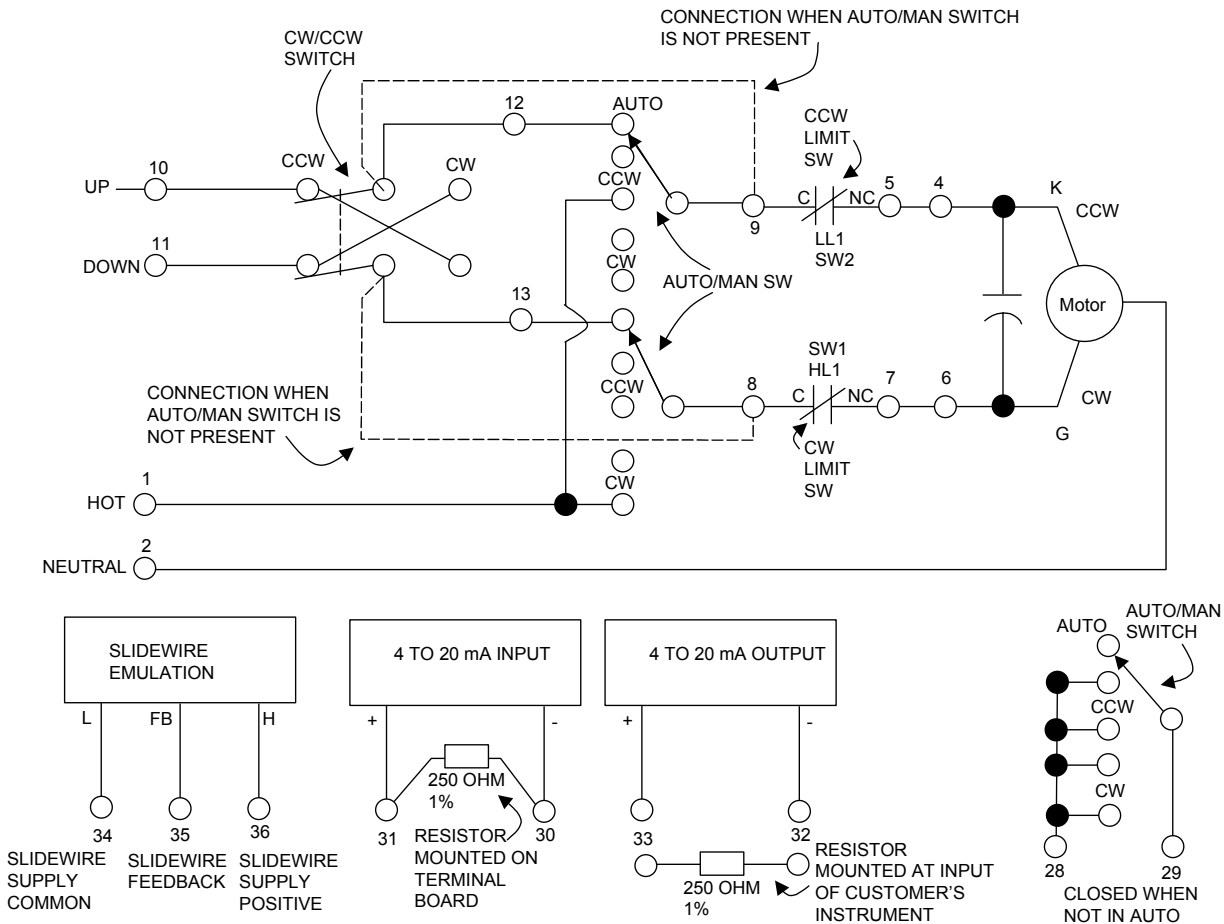 CONNECTION WHEN AUTO/MAN SWITCH
IS NOT PRESENT
CW/CCW
SWITCH
12
AUTO
CCW
LIMIT
SW
10
CCW
CW
UP
CCW
C
NC
5
4
K
CCW
9
LL1
SW2
11
DOWN
CW
AUTO/MAN SW
Motor
13
SW1
HL1
CONNECTION WHEN
AUTO/MAN SWITCH IS
NOT PRESENT
CCW
8
C
NC
7
6
CW
G
CW
LIMIT
SW
1
HOT
CW
2
NEUTRAL
SLIDEWIRE
EMULATION
L
FB
H
34
35
36
SLIDEWIRE
SUPPLY
COMMON
SLIDEWIRE
FEEDBACK
SLIDEWIRE
SUPPLY
POSITIVE
4 TO 20 mA INPUT
+
-
250 OHM
1%
31
30
RESISTOR
MOUNTED ON
TERMINAL
BOARD
4 TO 20 mA OUTPUT
+
-
33
32
250 OHM
1%
RESISTOR
MOUNTED AT INPUT
OF CUSTOMER'S
INSTRUMENT
AUTO
AUTO/MAN
SWITCH
CCW
CW
28
29
CLOSED WHEN
NOT IN AUTO